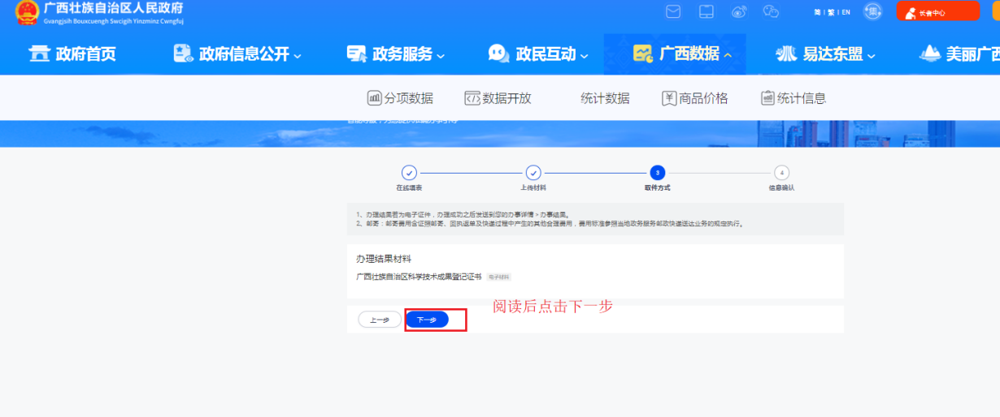 广西壮族自治区人民政府
Gvangjsih Bouxcuengh Swcigih Yinzminz Cwngfuj
简 | 繁 | EN
集
长者中心
政府首页
政府信息公开
政务服务
政民互动
广西数据
易达东盟
美丽广西
分项数据
数据开放
统计数据
商品价格
统计信息
3
4
在线填表
上传材料
取件方式
信息确认
1、办理结果若为电子证件，办理成功之后发送到您的办事详情>办事结果。
2、邮寄：邮寄费用含证照邮寄、回执返单及快递过程中产生的其他合理费用，费用标准参照当地政务服务邮政快递送达业务的规定执行。
办理结果材料
广西壮族自治区科学技术成果登记证书 电子材料
阅读后点击下一步
上一步
下一步